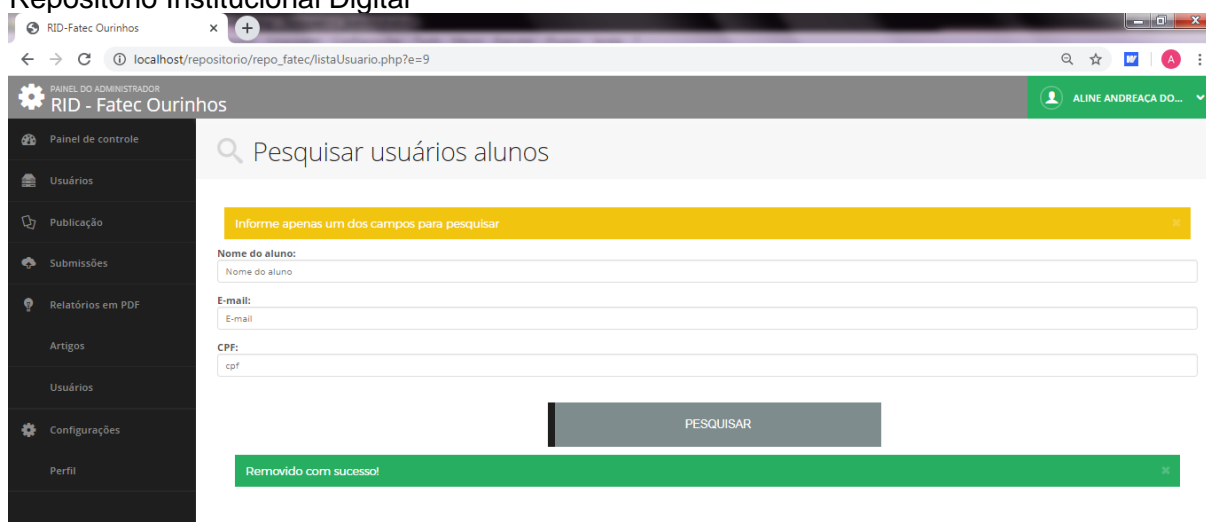 Repositório Institucional Digital
RID-Fatec Ourinhos
localhost/repositorio/repo_fatec/listaUsuario.php?e=9
A
PAINEL DO ADMINISTRADOR
RID - Fatec Ourinhos
ALINE ANDREAÇA DO...
Painel de controle
Pesquisar usuários alunos
Usuários
Publicação
Informe apenas um dos campos para pesquisar
Nome do aluno:
Nome do aluno
Submissões
E-mail:
E-mail
Relatórios em PDF
CPF:
cpf
Artigos
Usuários
PESQUISAR
Configurações
Perfil
Removido com sucesso!